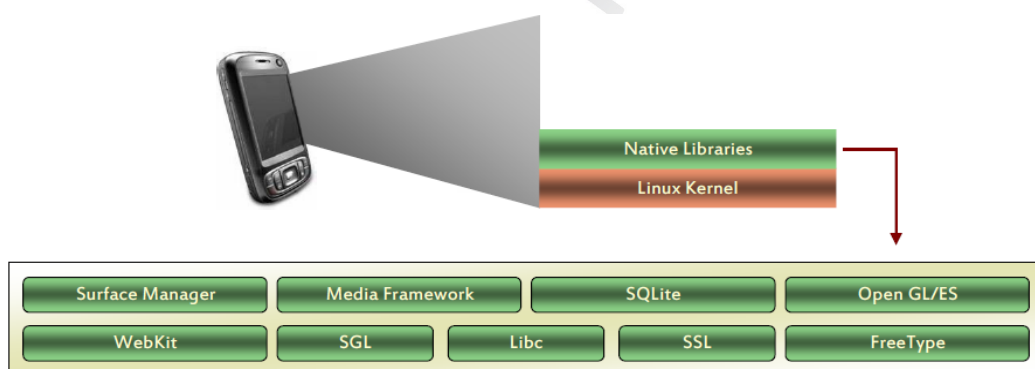 Native Libraries
Linux Kernel
Surface Manager
Media Framework
SQLite
Open GL/ES
WebKit
SGL
Libc
SSL
FreeType